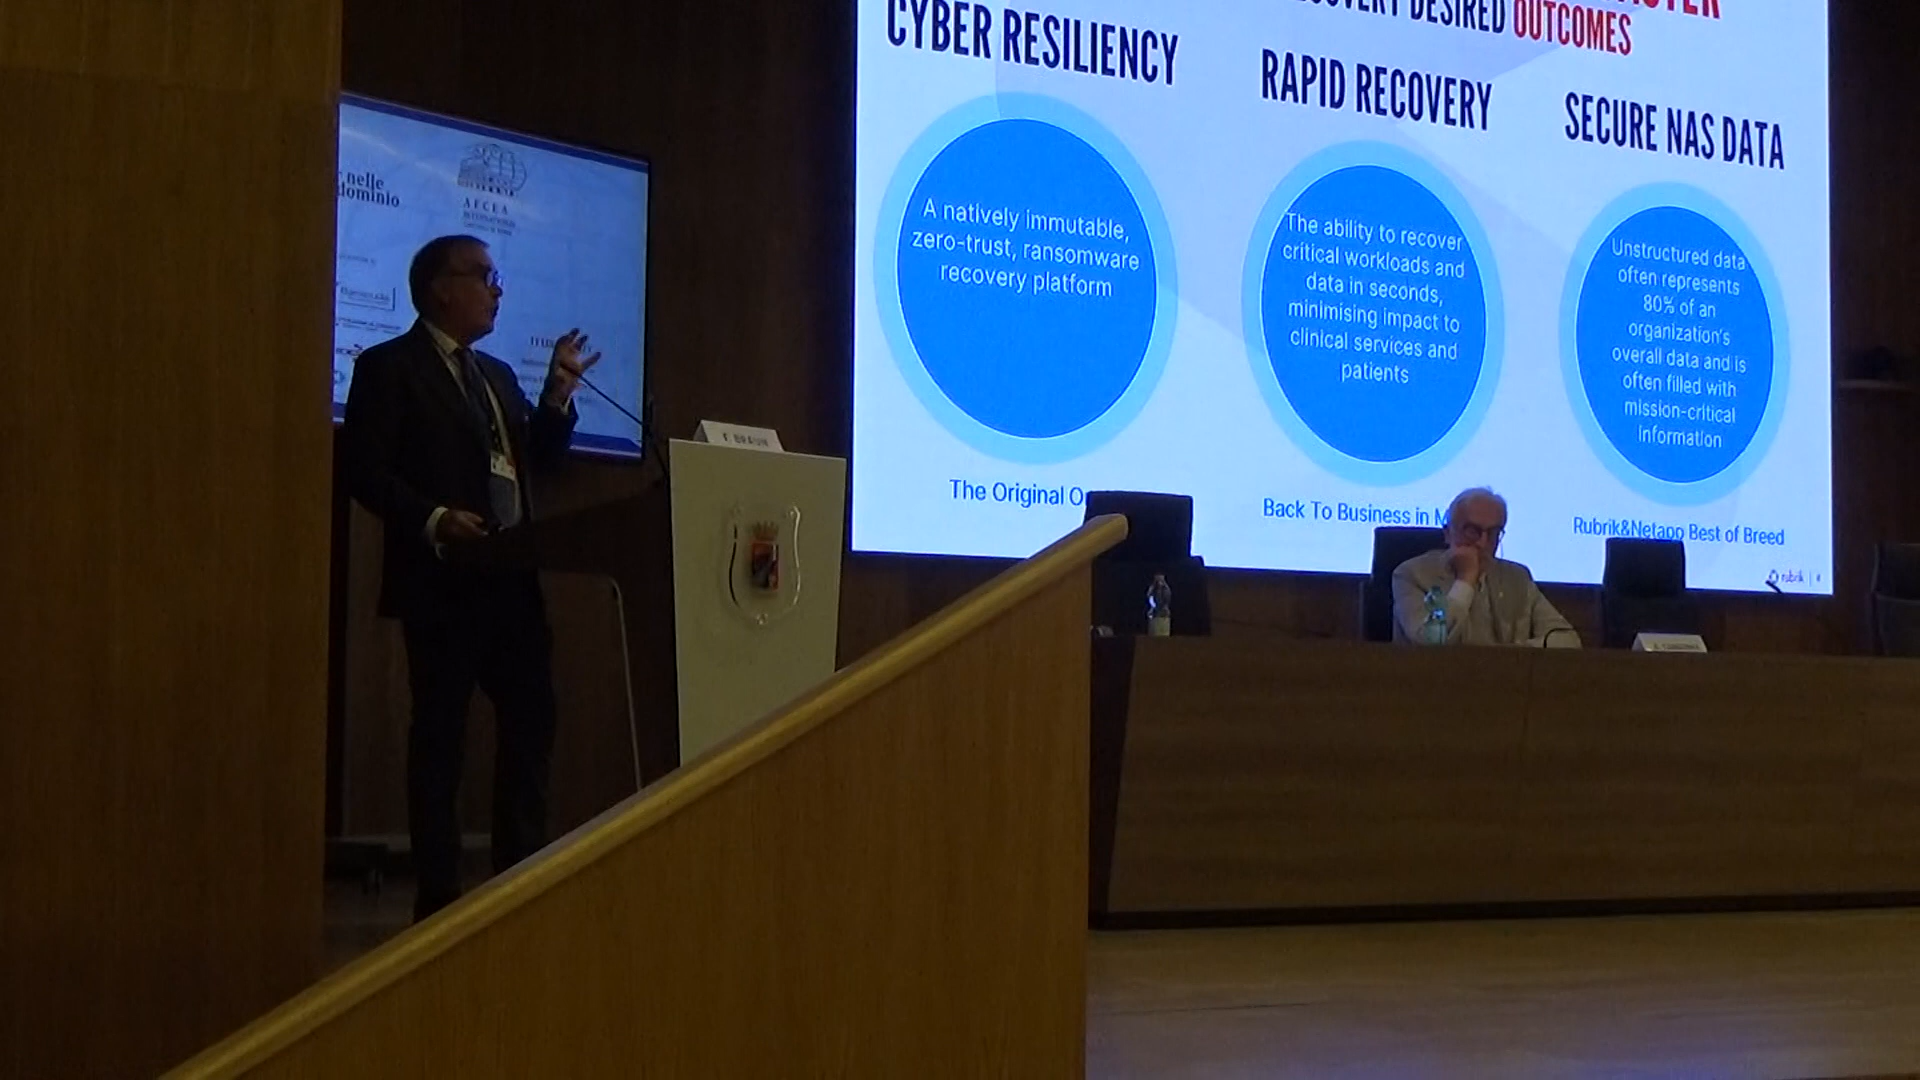 DESIRED OUTCOMES
CYBER RESILIENCY
RAPID RECOVERY
SECURE NAS DATA
A natively immutable,
zero-trust, ransomware
recovery platform
The ability to recover
critical workloads and
data in seconds,
minimising impact to
clinical services and
patients
Unstructured data
often represents
80% of an
organization's
overall data and is
often filled with
mission-critical
information
The Original
Back To Business in
Rubrik&Netapp Best of Breed
rubrik
nelle
dominio
AFCEA
INTERNATIONAL
T. BRAUN